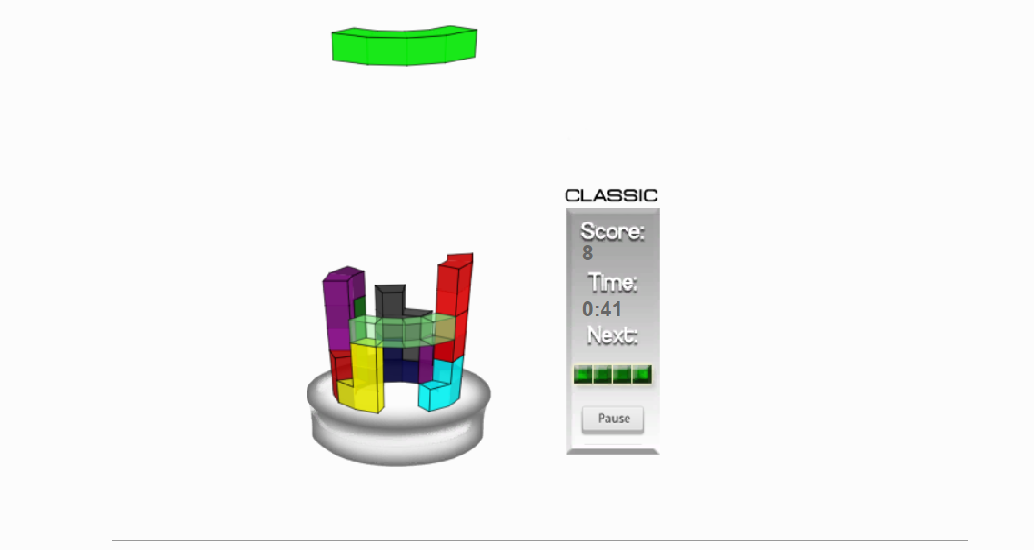 CLASSIC
Score:
8
Time:
0:41
Next:
Pause